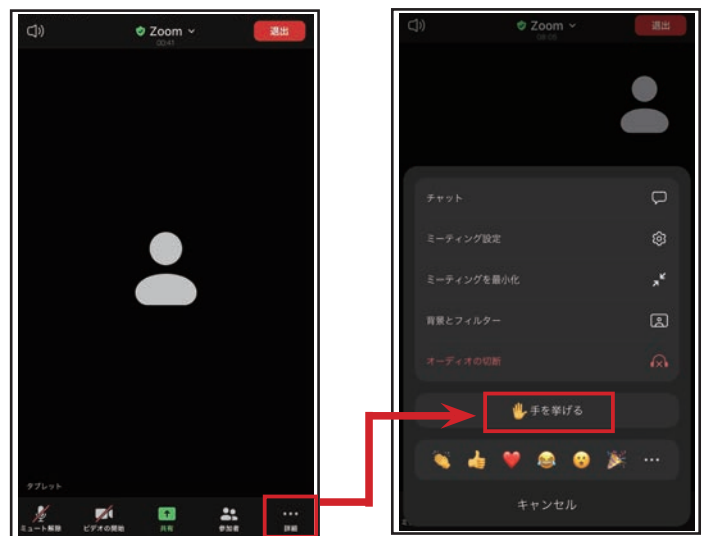 Zoom
00:41
退出
タブレット
ミュート解除
ビデオの開始
共有
参加者
詳細
Zoom
退出
チャット
ミーティング設定
ミーティングを最小化
背景とフィルター
オーディオの切断
手を挙げる
キャンセル